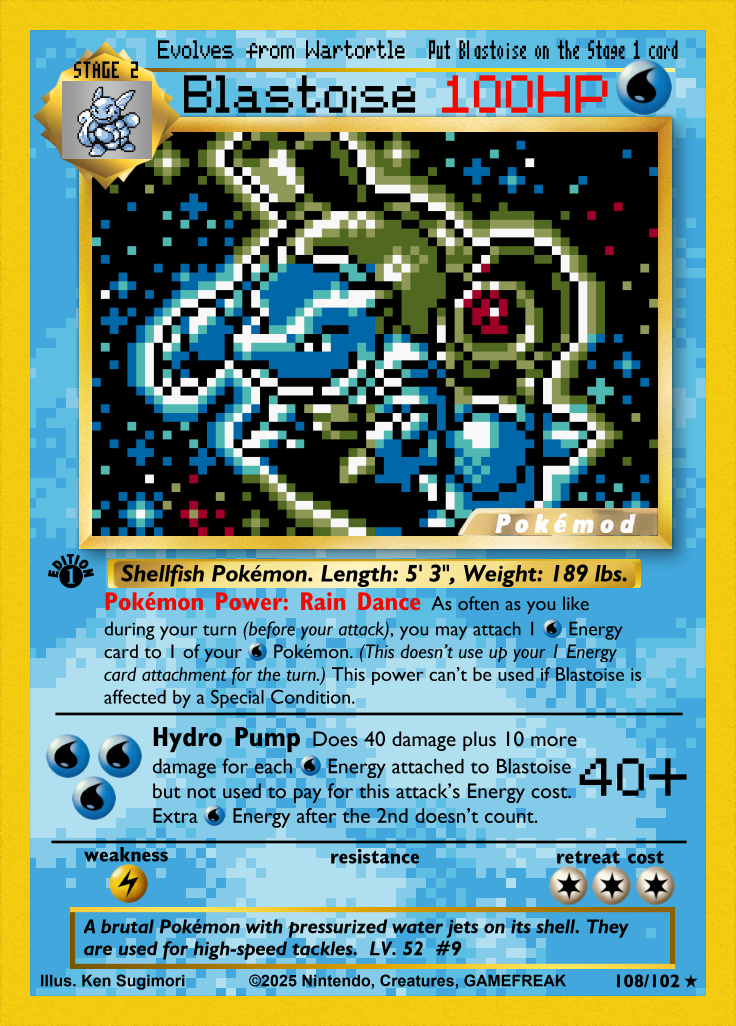 Evolves from Wartortle Put Blastoise on the Stage 1 card
STAGE 2
Blastoise 100HP
Pokémod
EDITION
1
Shellfish Pokémon. Length: 5' 3", Weight: 189 lbs.
Pokémon Power: Rain Dance As often as you like
during your turn (before your attack), you may attach 1 Energy
card to 1 of your Pokémon. (This doesn't use up your 1 Energy
card attachment for the turn.) This power can't be used if Blastoise is
affected by a Special Condition.
Hydro Pump Does 40 damage plus 10 more
damage for each Energy attached to Blastoise
but not used to pay for this attack's Energy cost.
Extra Energy after the 2nd doesn't count.
40+
weakness resistance retreat cost
A brutal Pokémon with pressurized water jets on its shell. They
are used for high-speed tackles. LV. 52 #9
Illus. Ken Sugimori ©2025 Nintendo, Creatures, GAMEFREAK 108/102 ★